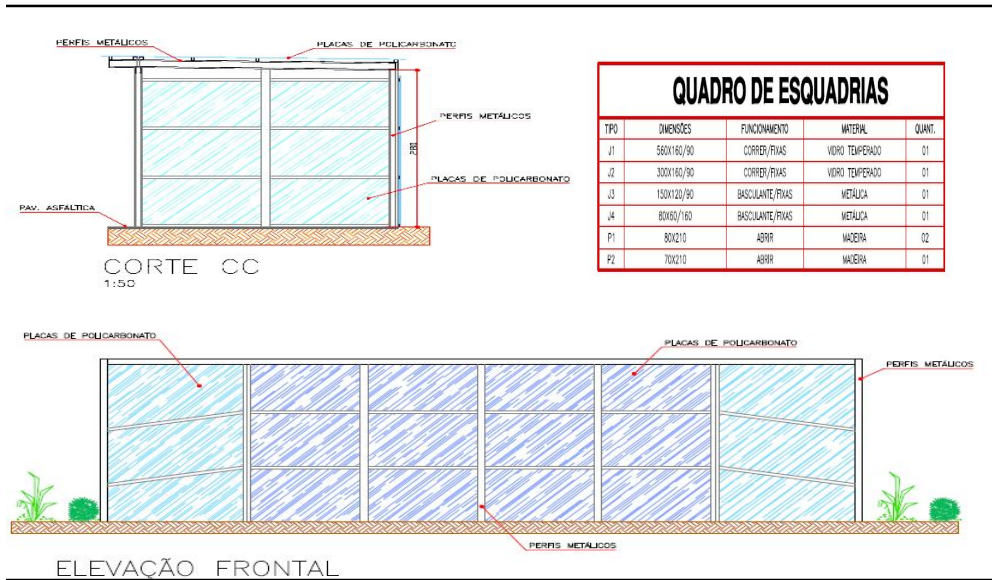 PERFIS METÁLICOS
PLACAS DE POLICARBONATO
PERFIS METÁLICOS
280
PLACAS DE POLICARBONATO
PAV. ASFÁLTICA
CORTE CC
1:50
QUADRO DE ESQUADRIAS
TIPO DIMENSÕES FUNCIONAMENTO MATERIAL QUANT.
J1 560X160/90 CORRER/FIXAS VIDRO TEMPERADO 01
J2 300X160/90 CORRER/FIXAS VIDRO TEMPERADO 01
J3 150X120/90 BASCULANTE/FIXAS METÁLICA 01
J4 80X60/160 BASCULANTE/FIXAS METÁLICA 01
P1 80X210 ABRIR MADEIRA 02
P2 70X210 ABRIR MADEIRA 01
PLACAS DE POLICARBONATO
PLACAS DE POLICARBONATO
PERFIS METÁLICOS
PERFIS METÁLICOS
ELEVAÇÃO FRONTAL